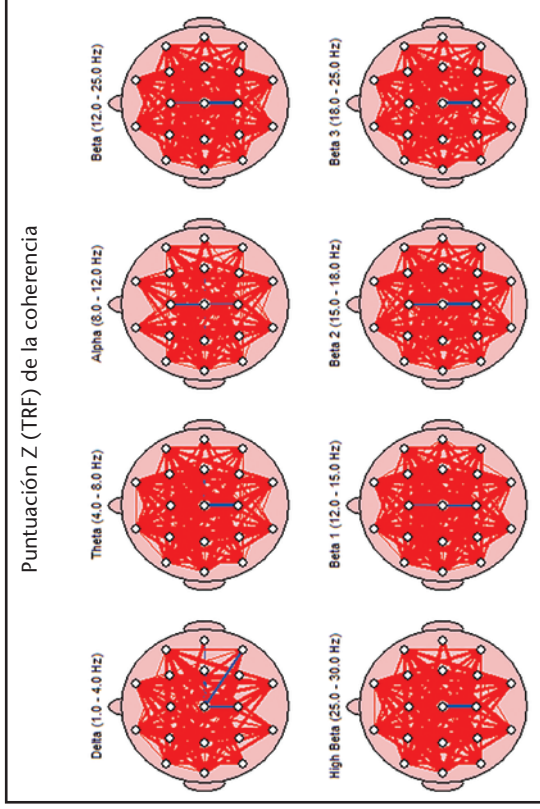 Puntuación Z (TRF) de la coherencia
Delta (1.0 - 4.0 Hz)
Theta (4.0 - 8.0 Hz)
Alpha (8.0 - 12.0 Hz)
Beta (12.0 - 25.0 Hz)
High Beta (25.0 - 30.0 Hz)
Beta 1 (12.0 - 15.0 Hz)
Beta 2 (15.0 - 18.0 Hz)
Beta 3 (18.0 - 25.0 Hz)